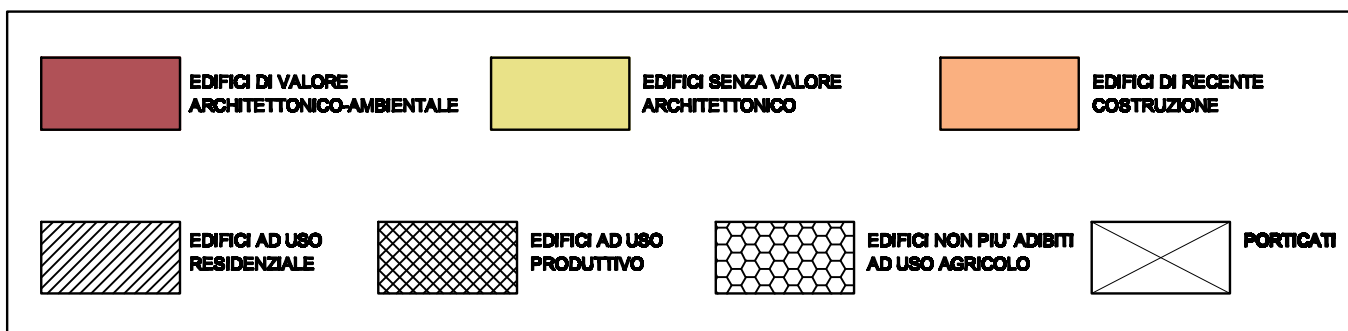 EDIFICI DI VALORE
ARCHITETTONICO-AMBIENTALE
EDIFICI SENZA VALORE
ARCHITETTONICO
EDIFICI DI RECENTE
COSTRUZIONE
EDIFICI AD USO
RESIDENZIALE
EDIFICI AD USO
PRODUTTIVO
EDIFICI NON PIU' ADIBITI
AD USO AGRICOLO
PORTICATI